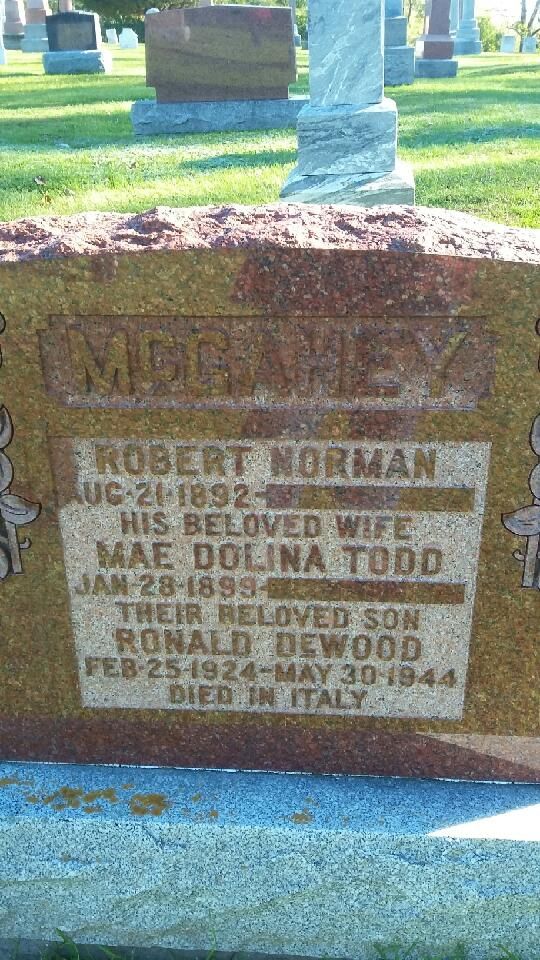 MCGAHEY
ROBERT NORMAN
AUG·21·1892-
HIS BELOVED WIFE
MAE DOLINA TODD
JAN·28·1899-
THEIR BELOVED SON
RONALD DEWOOD
FEB·25·1924-MAY 30·1944
DIED IN ITALY